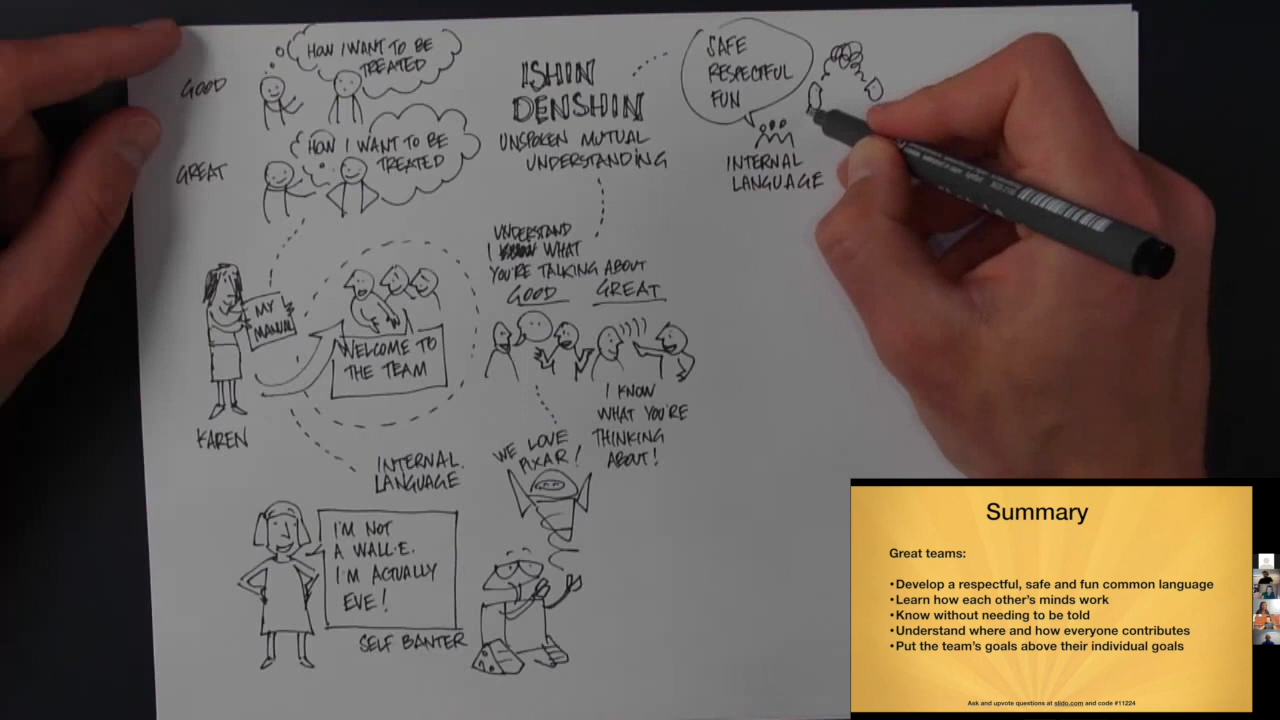 GOOD
HOW I WANT TO BE
TREATED
GREAT
HOW I WANT TO BE
TREATED
ISHIN
DENSHIN
UNSPOKEN MUTUAL
UNDERSTANDING
SAFE
RESPECTFUL
FUN
INTERNAL
LANGUAGE
MY
MANUAL
KAREN
WELCOME TO
THE TEAM
UNDERSTAND
I KNOW WHAT
YOU'RE TALKING ABOUT
GOOD GREAT
I KNOW
WHAT YOU'RE
THINKING
ABOUT!
INTERNAL
LANGUAGE
WE LOVE
PIXAR!
I'M NOT
A WALL·E.
I'M ACTUALLY
EVE!
SELF BANTER
Summary
Great teams:
•Develop a respectful, safe and fun common language
•Learn how each other's minds work
•Know without needing to be told
•Understand where and how everyone contributes
•Put the team's goals above their individual goals
Ask and upvote questions at slido.com and code #11224